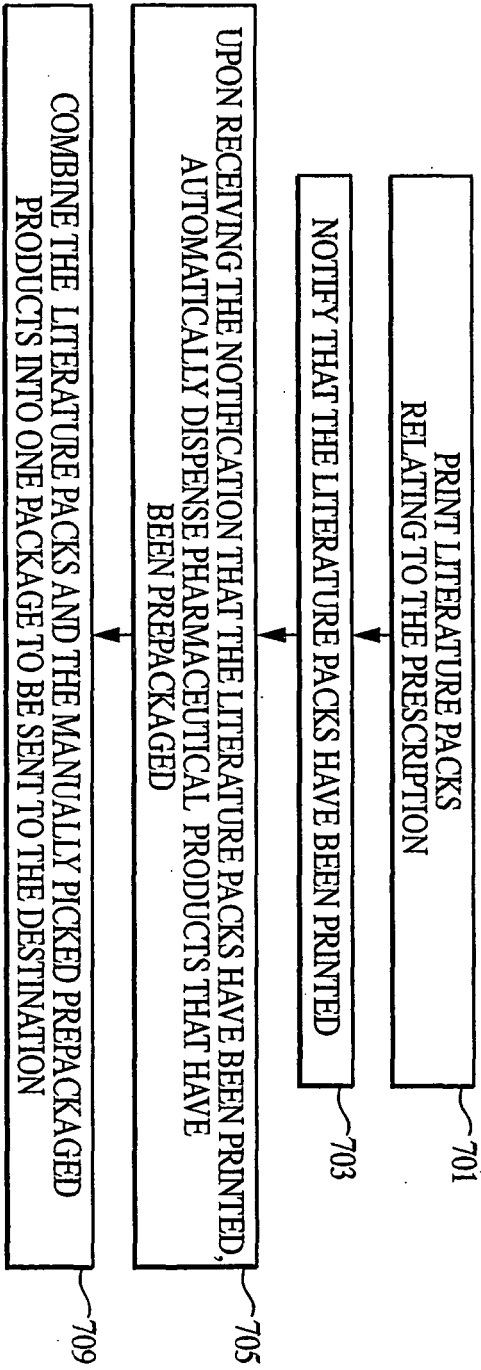 PRINT LITERATURE PACKS
RELATING TO THE PRESCRIPTION
701
NOTIFY THAT THE LITERATURE PACKS HAVE BEEN PRINTED
703
UPON RECEIVING THE NOTIFICATION THAT THE LITERATURE PACKS HAVE BEEN PRINTED,
AUTOMATICALLY DISPENSE PHARMACEUTICAL PRODUCTS THAT HAVE
BEEN PREPACKAGED
705
COMBINE THE LITERATURE PACKS AND THE MANUALLY PICKED PREPACKAGED
PRODUCTS INTO ONE PACKAGE TO BE SENT TO THE DESTINATION
709